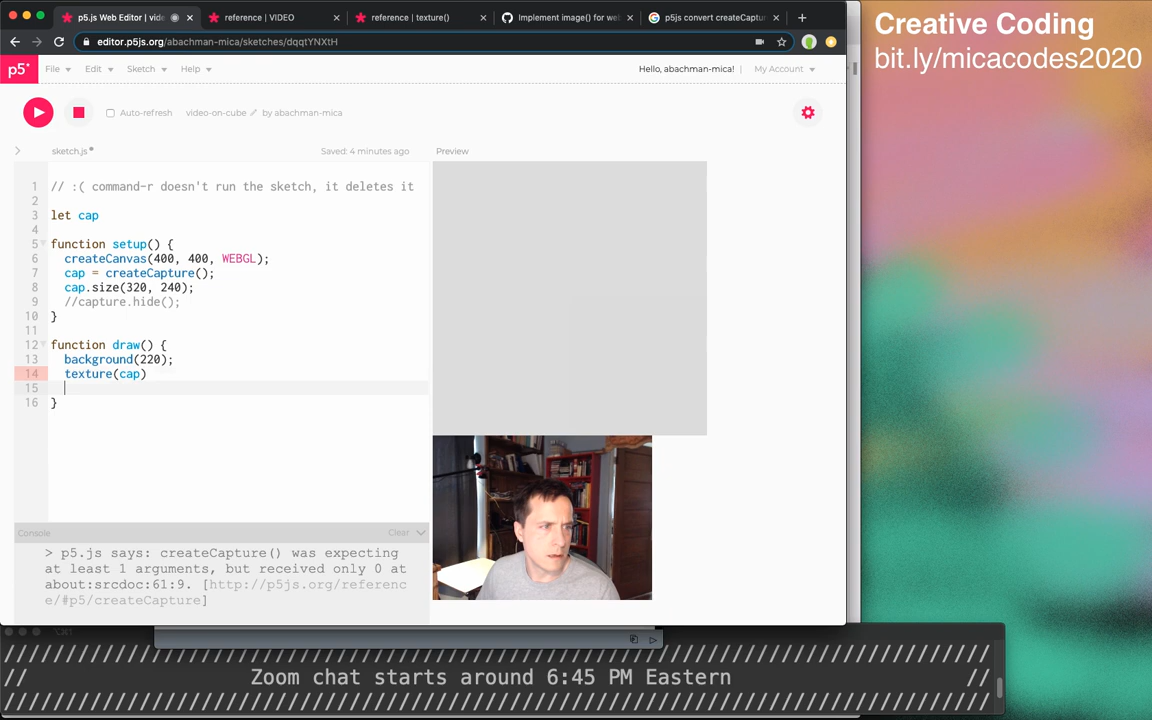 p5.js Web Editor | vide
reference | VIDEO
reference | texture()
Implement image() for we
p5js convert createCaptur
editor.p5js.org/abachman-mica/sketches/dqqtYNXtH
p5*
File
Edit
Sketch
Help
Hello, abachman-mica!
My Account
Auto-refresh
video-on-cube
by abachman-mica
sketch.js
Saved: 4 minutes ago
Preview
1 // :( command-r doesn't run the sketch, it deletes it
2
3 let cap
4
5 function setup() {
6 createCanvas(400, 400, WEBGL);
7 cap = createCapture();
8 cap.size(320, 240);
9 //capture.hide();
10 }
11
12 function draw() {
13 background(220);
14 texture(cap)
15
16 }
Console
Clear
> p5.js says: createCapture() was expecting
at least 1 arguments, but received only 0 at
about:srcdoc:61:9. [http://p5js.org/referenc
e/#p5/createCapture]
Creative Coding
bit.ly/micacodes2020
⌥⌘1
//////////////////////////////////////////////////////////////////////////
// Zoom chat starts around 6:45 PM Eastern //
//////////////////////////////////////////////////////////////////////////